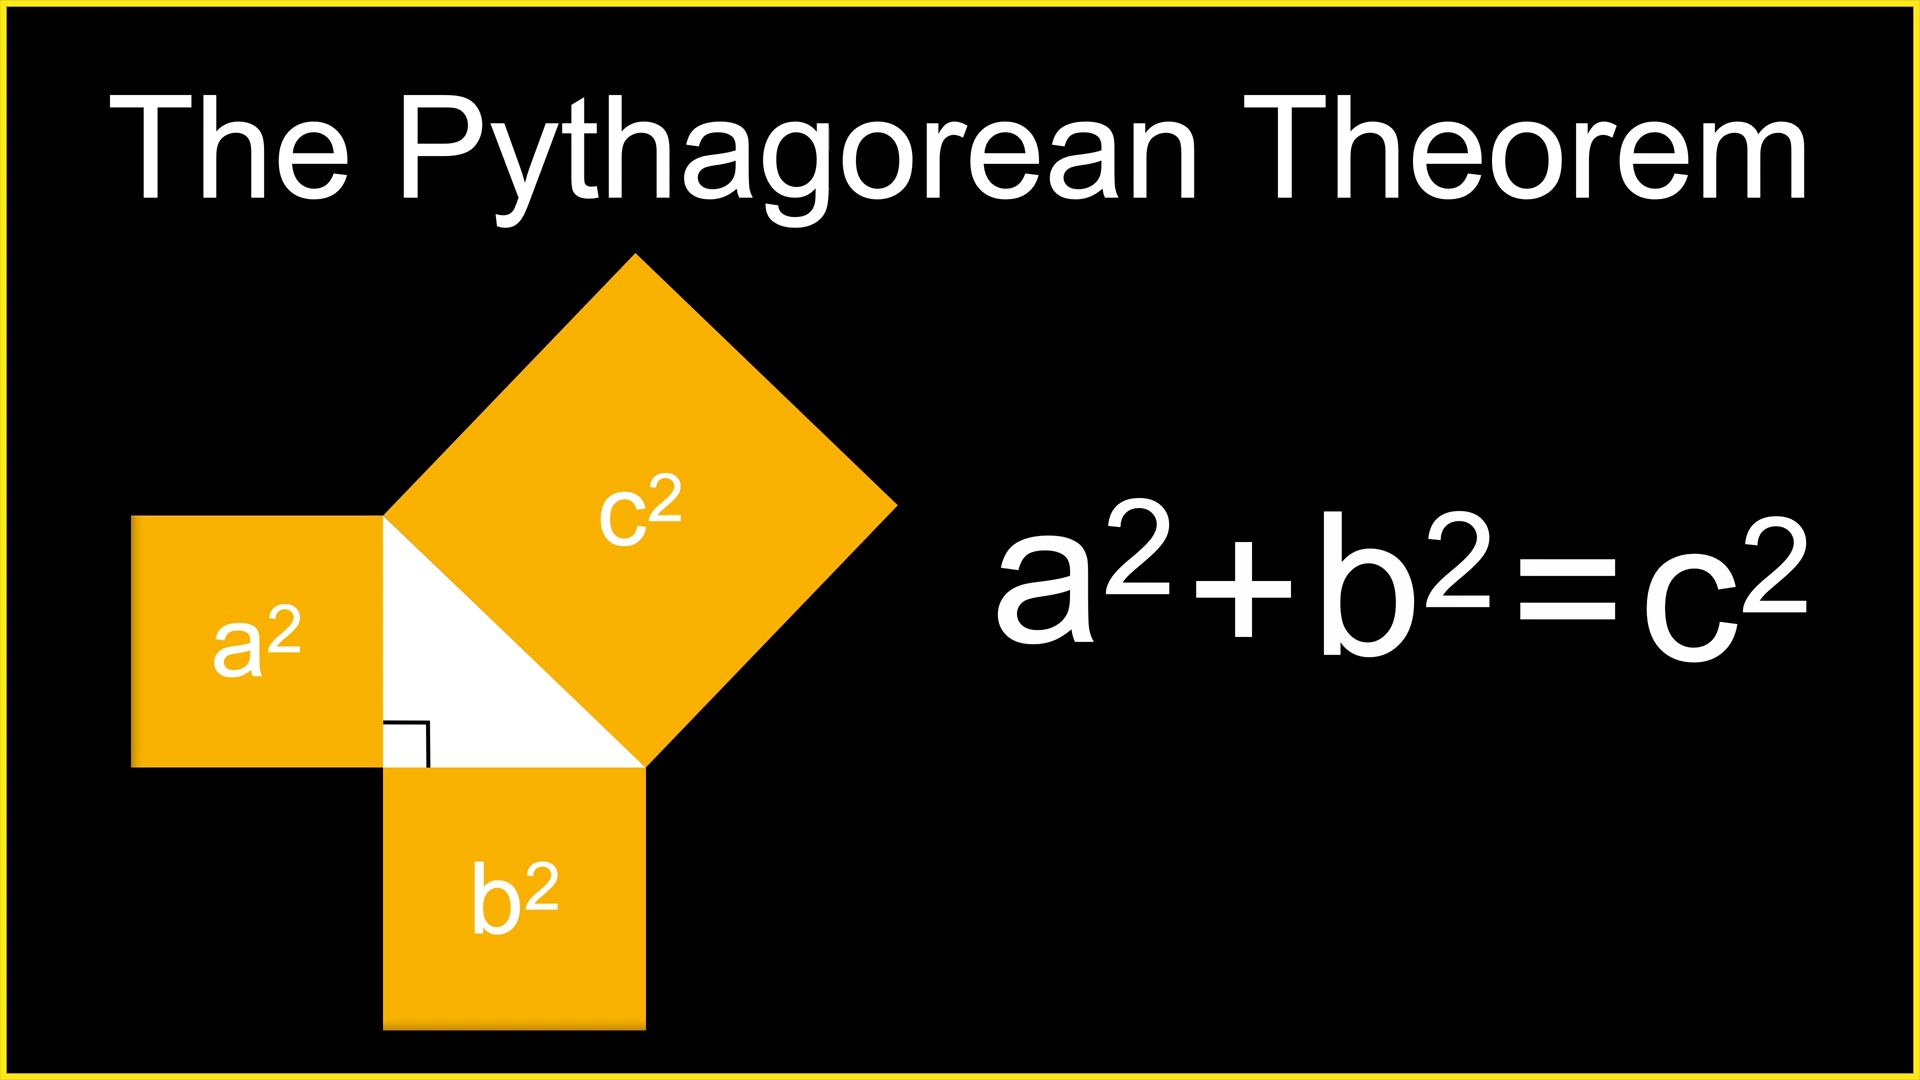 The Pythagorean Theorem
c²
a²
a²+b²=c²
b²